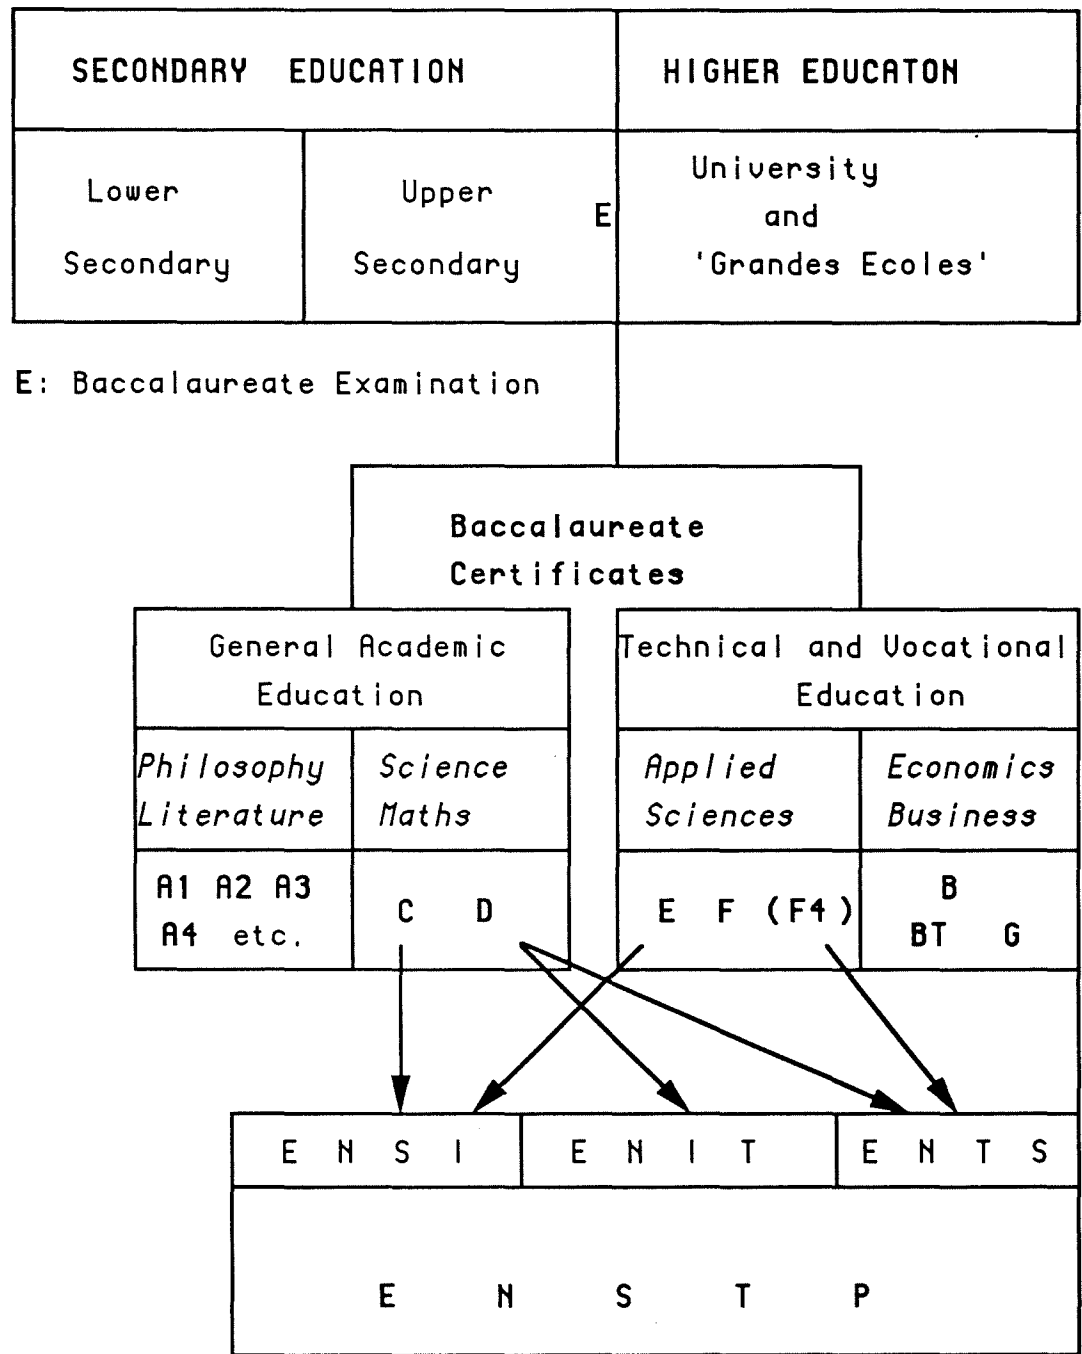 SECONDARY EDUCATION
HIGHER EDUCATON
Lower
Secondary
Upper
Secondary
E
University
and
'Grandes Ecoles'
E: Baccalaureate Examination
Baccalaureate
Certificates
General Academic
Education
Technical and Vocational
Education
Philosophy
Literature
Science
Maths
Applied
Sciences
Economics
Business
A1 A2 A3
A4 etc.
C D
E F (F4)
B
BT G
E N S I
E N I T
E N T S
E N S T P